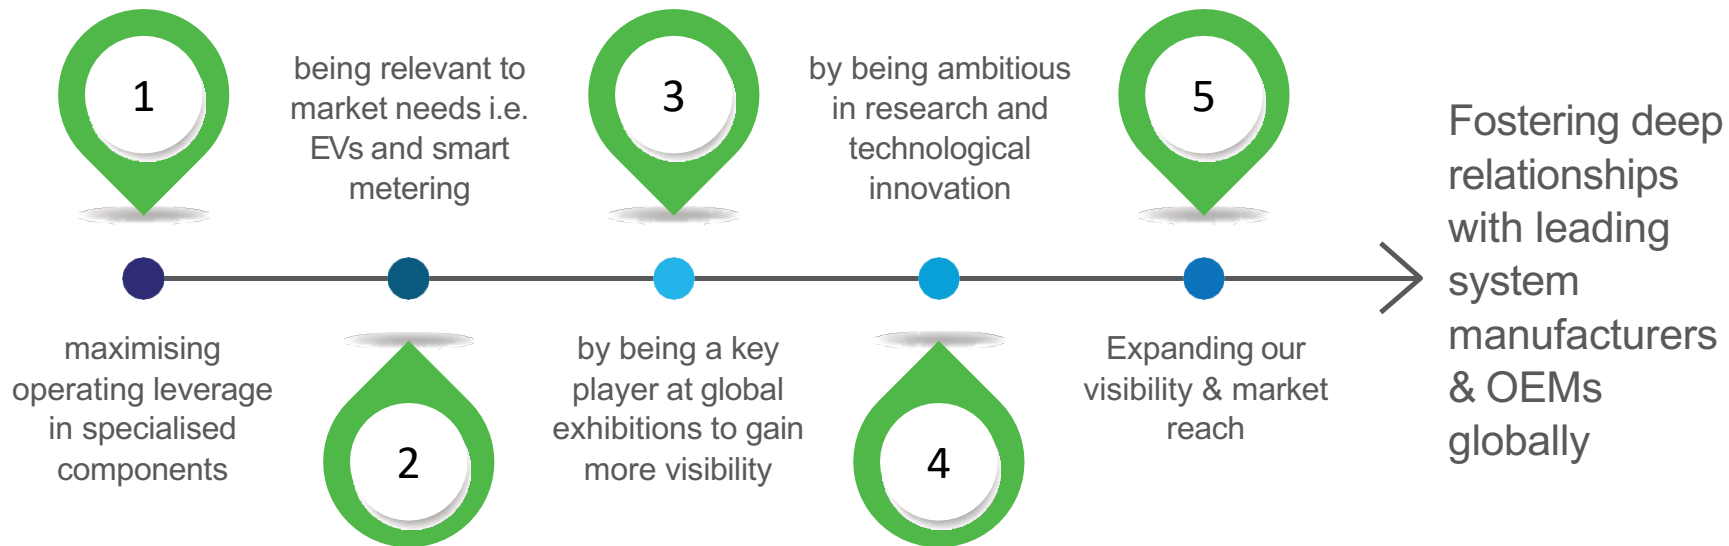 1
maximising
operating leverage
in specialised
components
being relevant to
market needs i.e.
EVs and smart
metering
2
3
by being a key
player at global
exhibitions to gain
more visibility
by being ambitious
in research and
technological
innovation
4
5
Expanding our
visibility & market
reach
Fostering deep
relationships
with leading
system
manufacturers
& OEMs
globally